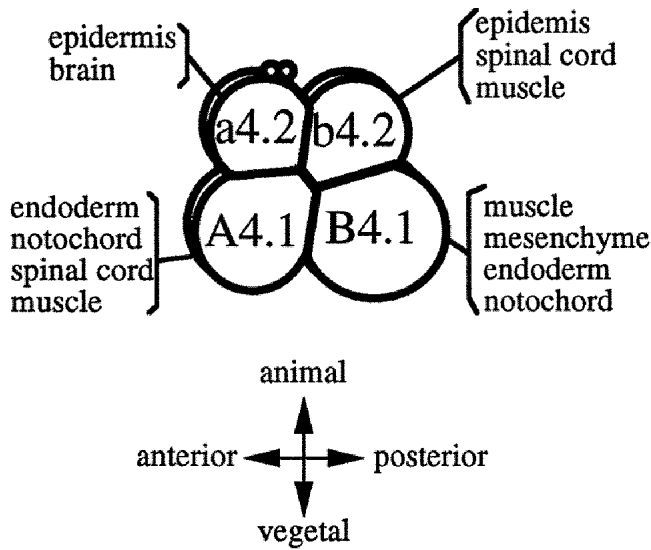 epidermis
brain
epidemis
spinal cord
muscle
a4.2
b4.2
A4.1
B4.1
endoderm
notochord
spinal cord
muscle
muscle
mesenchyme
endoderm
notochord
animal
anterior
posterior
vegetal